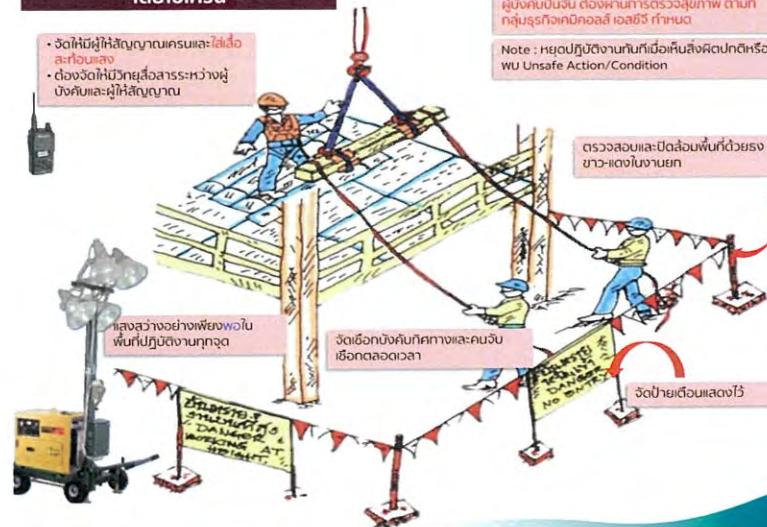 โดยใช้เครน
• จัดให้มีผู้ให้สัญญาณเครนและใส่เสื้อ
สะท้อนแสง
• ต้องจัดให้มีวิทยุสื่อสารระหว่างผู้
บังคับและผู้ให้สัญญาณ
ผู้บังคับปั้นจั่น ต้องผ่านการตรวจสุขภาพ ตามที่
กลุ่มธุรกิจเคมิคอลส์ เอสซีจี กำหนด
Note : หยุดปฏิบัติงานทันทีเมื่อเห็นสิ่งผิดปกติหรือ
พบ Unsafe Action/Condition
ตรวจสอบและปิดล้อมพื้นที่ด้วยธง
ขาว-แดงในงานยก
แสงสว่างอย่างเพียงพอใน
พื้นที่ปฏิบัติงานทุกจุด
จัดเชือกบังคับทิศทางและคนจับ
เชือกตลอดเวลา
จัดป้ายเตือนแสดงไว้
DANGER
NO ENTRY
DANGER
WORKING AT
HEIGHT